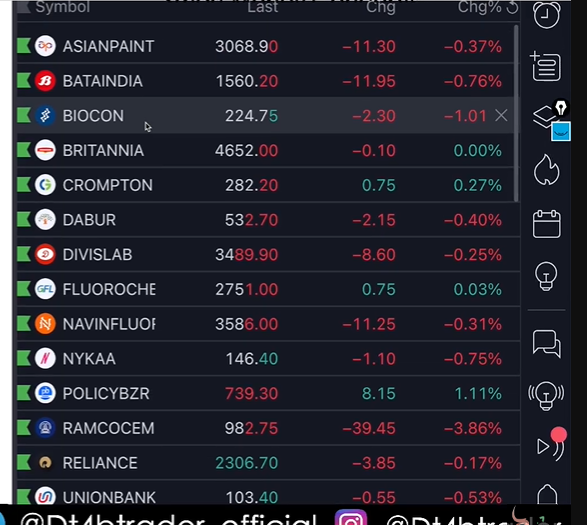 Symbol Last Chg Chg%
ASIANPAINT 3068.90 −11.30 −0.37%
BATAINDIA 1560.20 −11.95 −0.76%
BIOCON 224.75 −2.30 −1.01
BRITANNIA 4652.00 −0.10 0.00%
CROMPTON 282.20 0.75 0.27%
DABUR 532.70 −2.15 −0.40%
DIVISLAB 3489.90 −8.60 −0.25%
GFL FLUOROCHE 2751.00 0.75 0.03%
NAVINFLUOR 3586.00 −11.25 −0.31%
NYKAA 146.40 −1.10 −0.75%
POLICYBZR 739.30 8.15 1.11%
RAMCOCEM 982.75 −39.45 −3.86%
RELIANCE 2306.70 −3.85 −0.17%
UNIONBANK 103.40 −0.55 −0.53%
@Dt4btrader_official